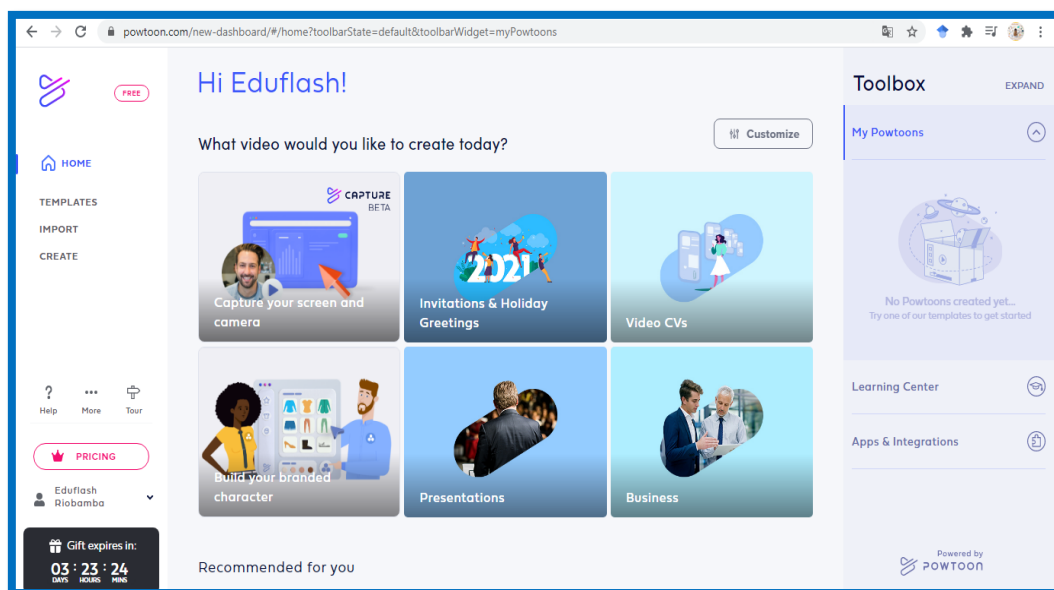 powtoon.com/new-dashboard/#/home?toolbarState=default&toolbarWidget=myPowtoons
FREE
HOME
TEMPLATES
IMPORT
CREATE
?
Help
More
Tour
PRICING
Eduflash
Riobamba
Gift expires in:
03 : 23 : 24
DAYS HOURS MINS
Hi Eduflash!
What video would you like to create today?
Customize
CAPTURE
BETA
Capture your screen and
camera
2021
Invitations & Holiday
Greetings
Video CVs
Build your branded
character
Presentations
Business
Recommended for you
Toolbox
EXPAND
My Powtoons
No Powtoons created yet...
Try one of our templates to get started
Learning Center
Apps & Integrations
Powered by
POWTOON